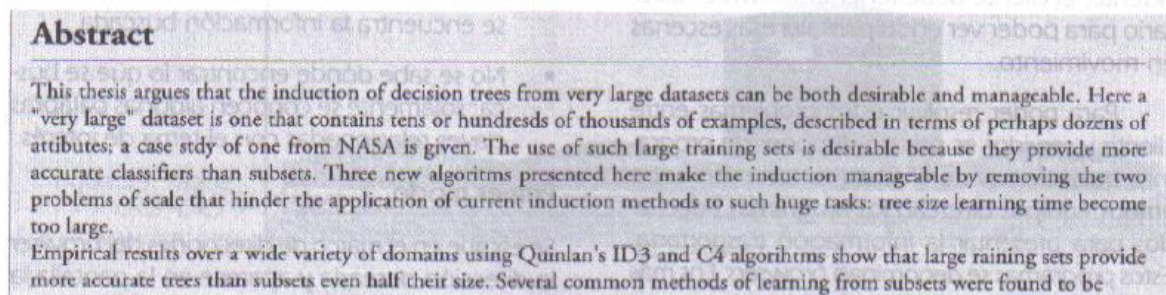 Abstract
This thesis argues that the induction of decision trees from very large datasets can be both desirable and manageable. Here a
"very large" dataset is one that contains tens or hundresds of thousands of examples, described in terms of perhaps dozens of
attibutes; a case stdy of one from NASA is given. The use of such large training sets is desirable because they provide more
accurate classifiers than subsets. Three new algoritms presented here make the induction manageable by removing the two
problems of scale that hinder the application of current induction methods to such huge tasks: tree size learning time become
too large.
Empirical results over a wide variety of domains using Quinlan's ID3 and C4 algorihtms show that large raining sets provide
more accurate trees than subsets even half their size. Several common methods of learning from subsets were found to be